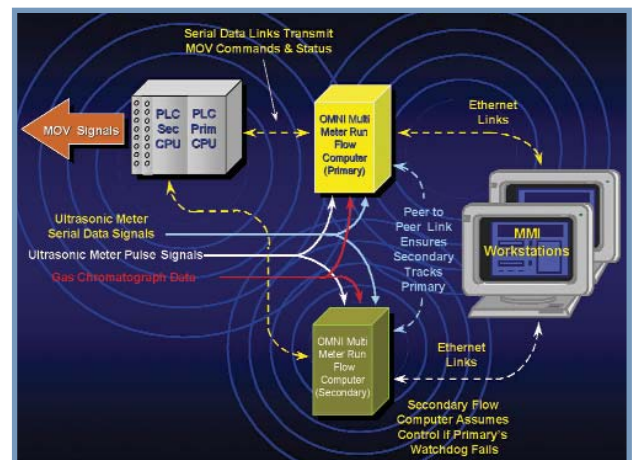 Serial Data Links Transmit
MOV Commands & Status
MOV Signals
PLC
Sec
CPU
PLC
Prim
CPU
OMNI Multi
Meter Run
Flow
Computer
(Primary)
Ethernet
Links
Ultrasonic Meter
Serial Data Signals
Ultrasonic Meter Pulse Signals
Gas Chromatograph Data
Peer to
Peer Link
Ensures
Secondary
Tracks
Primary
MMI
Workstations
OMNI Multi
Meter Run
Flow
Computer
(Secondary)
Ethernet
Links
Secondary Flow
Computer Assumes
Control if Primary's
Watchdog Fails